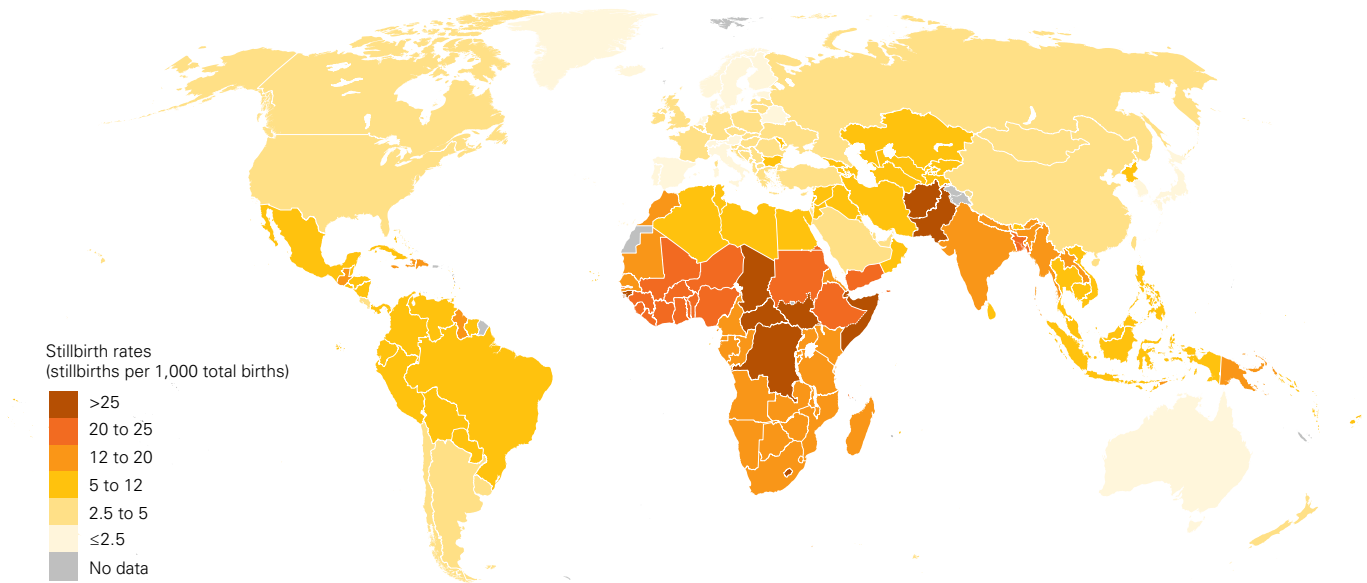 Stillbirth rates
(stillbirths per 1,000 total births)
>25
20 to 25
12 to 20
5 to 12
2.5 to 5
≤2.5
No data